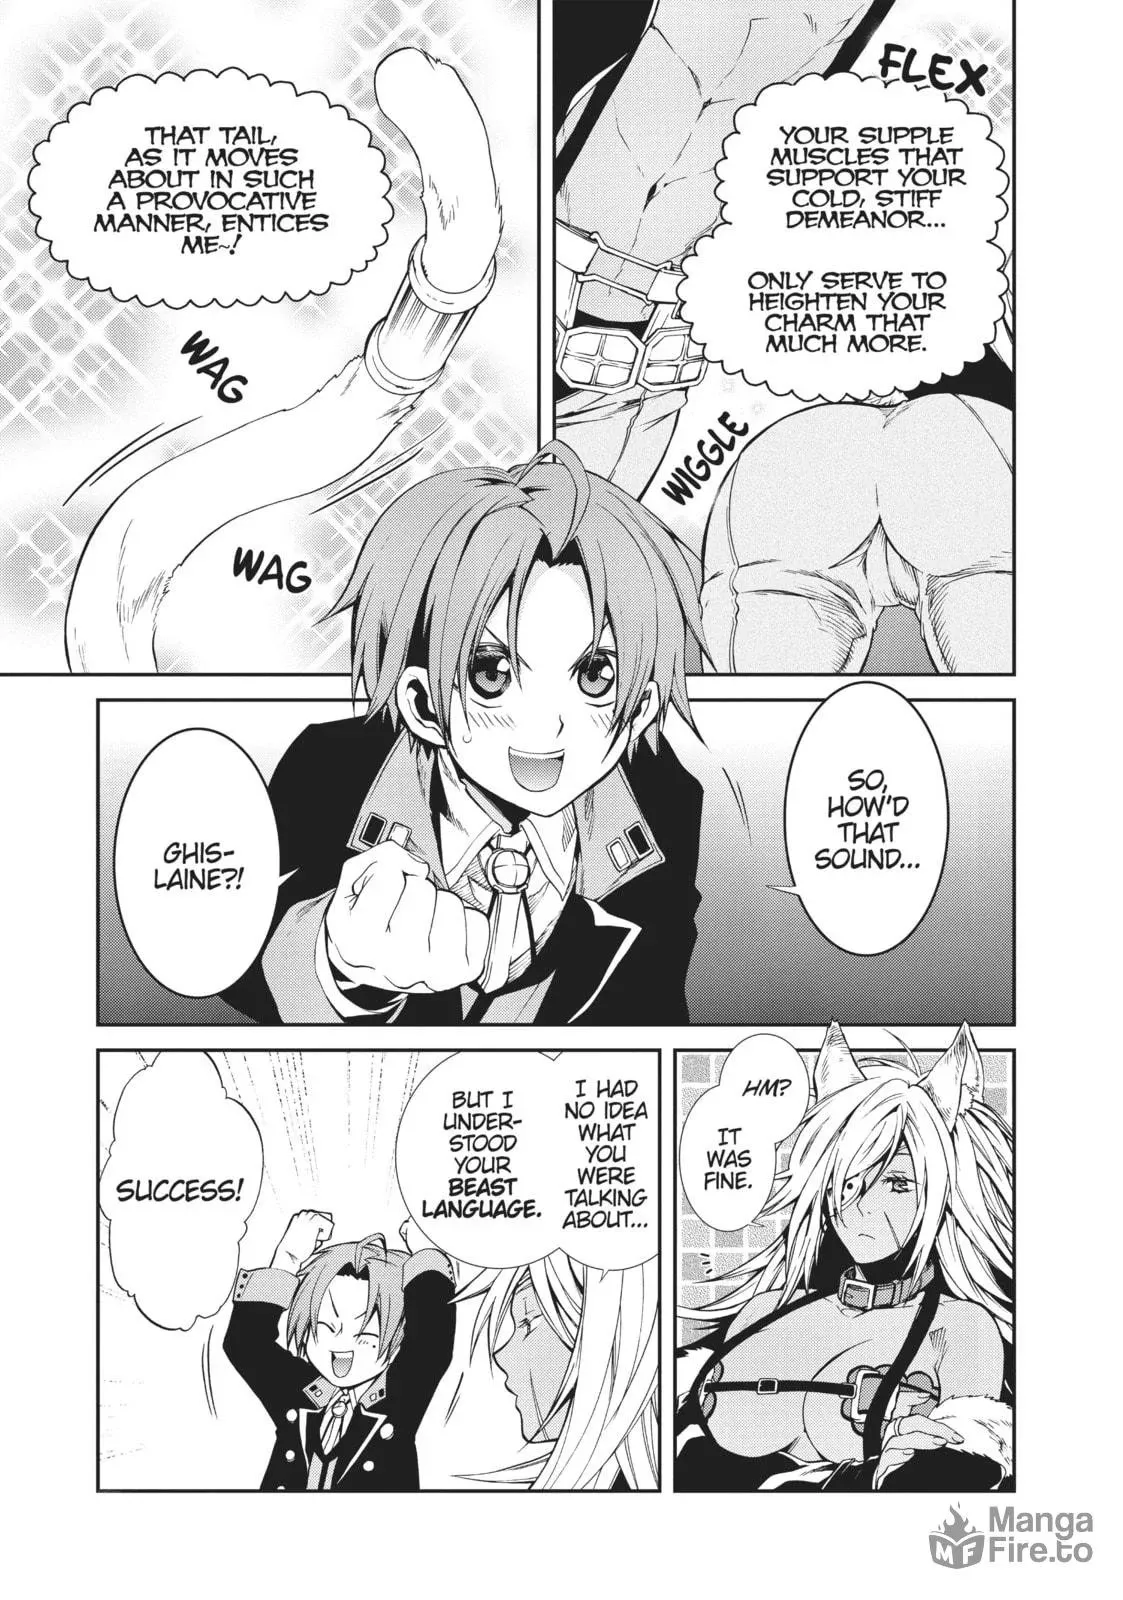 FLEX
YOUR SUPPLE
MUSCLES THAT
SUPPORT YOUR
COLD, STIFF
DEMEANOR...
ONLY SERVE TO
HEIGHTEN YOUR
CHARM THAT
MUCH MORE.
WIGGLE
THAT TAIL,
AS IT MOVES
ABOUT IN SUCH
A PROVOCATIVE
MANNER, ENTICES
ME~!
WAG
WAG
SO,
HOW'D
THAT
SOUND...
GHIS-
LAINE?!
HM?
IT
WAS
FINE.
I HAD
NO IDEA
WHAT
YOU
WERE
TALKING
ABOUT...
BUT I
UNDER-
STOOD
YOUR
BEAST
LANGUAGE.
SUCCESS!
Manga
Fire.to
MF